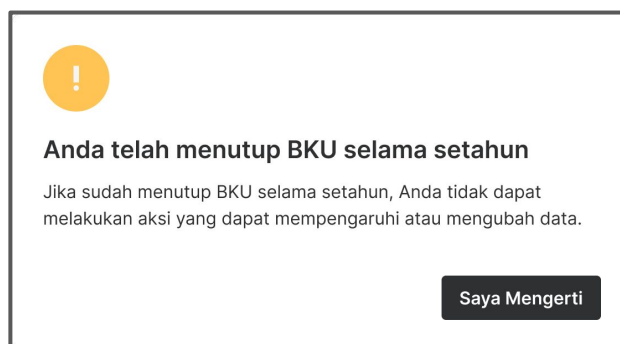 !
Anda telah menutup BKU selama setahun
Jika sudah menutup BKU selama setahun, Anda tidak dapat
melakukan aksi yang dapat mempengaruhi atau mengubah data.
Saya Mengerti